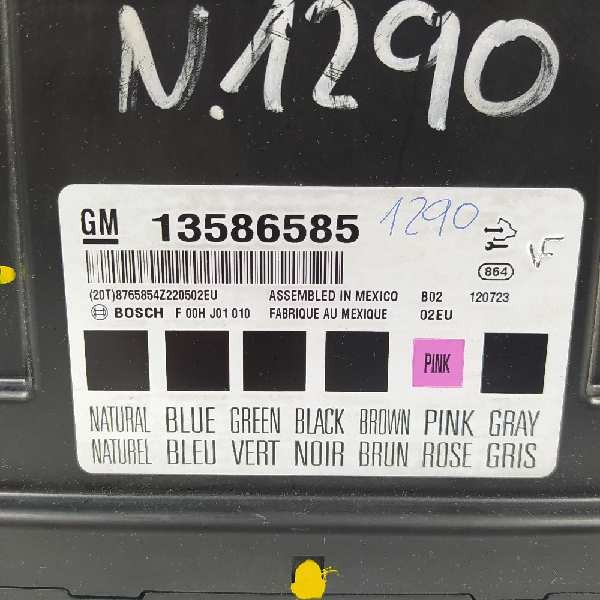 N.1290
GM 13586585 1290
864 VF
(20T)8765854Z220502EU ASSEMBLED IN MEXICO B02 120723
BOSCH F 00H J01 010 FABRIQUE AU MEXIQUE 02EU
PINK
NATURAL BLUE GREEN BLACK BROWN PINK GRAY
NATUREL BLEU VERT NOIR BRUN ROSE GRIS